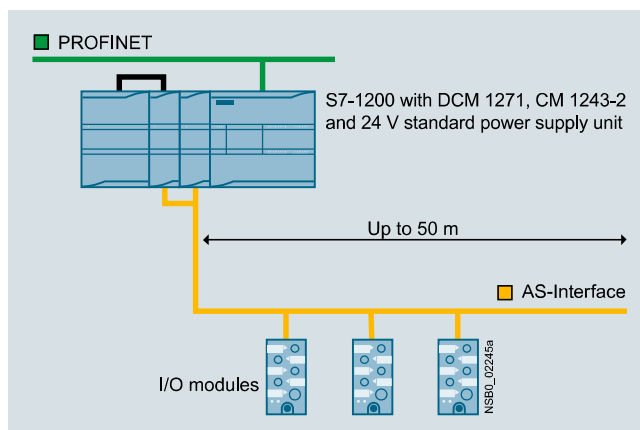 PROFINET
S7-1200 with DCM 1271, CM 1243-2
and 24 V standard power supply unit
Up to 50 m
AS-Interface
I/O modules
NSB0_02245a